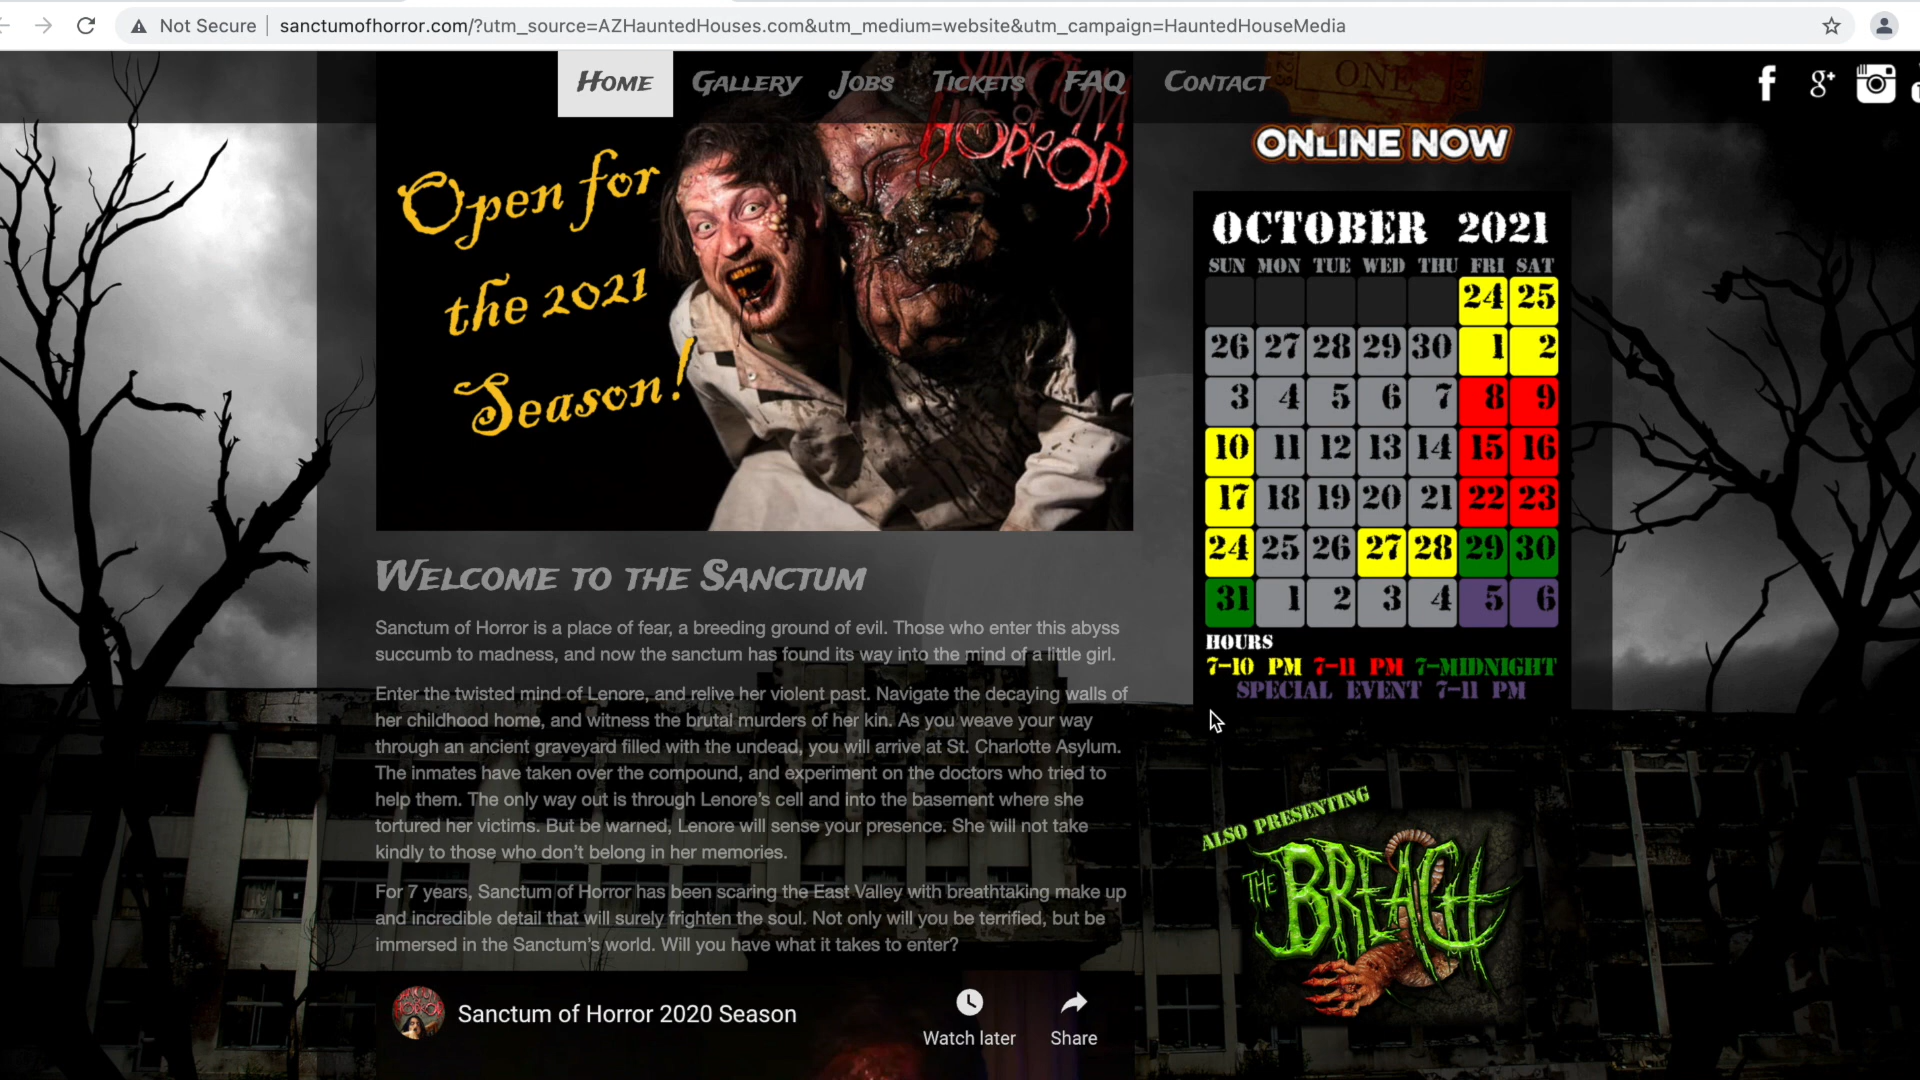 Not Secure
sanctumofhorror.com/?utm_source=AZHauntedHouses.com&utm_medium=website&utm_campaign=HauntedHouseMedia
Home Gallery Jobs Tickets FAQ Contact
f g+
ONE
ONLINE NOW
SANCTUM
OF
HORROR
Open for
the 2021
Season!
OCTOBER 2021
SUN MON TUE WED THU FRI SAT
24 25
26 27 28 29 30 1 2
3 4 5 6 7 8 9
10 11 12 13 14 15 16
17 18 19 20 21 22 23
24 25 26 27 28 29 30
31 1 2 3 4 5 6
HOURS
7-10 PM 7-11 PM 7-MIDNIGHT
SPECIAL EVENT 7-11 PM
Welcome to the Sanctum
Sanctum of Horror is a place of fear, a breeding ground of evil. Those who enter this abyss
succumb to madness, and now the sanctum has found its way into the mind of a little girl.
Enter the twisted mind of Lenore, and relive her violent past. Navigate the decaying walls of
her childhood home, and witness the brutal murders of her kin. As you weave your way
through an ancient graveyard filled with the undead, you will arrive at St. Charlotte Asylum.
The inmates have taken over the compound, and experiment on the doctors who tried to
help them. The only way out is through Lenore's cell and into the basement where she
tortured her victims. But be warned, Lenore will sense your presence. She will not take
kindly to those who don't belong in her memories.
For 7 years, Sanctum of Horror has been scaring the East Valley with breathtaking make up
and incredible detail that will surely frighten the soul. Not only will you be terrified, but be
immersed in the Sanctum's world. Will you have what it takes to enter?
Sanctum of Horror 2020 Season
Watch later Share
ALSO PRESENTING
THE BREACH